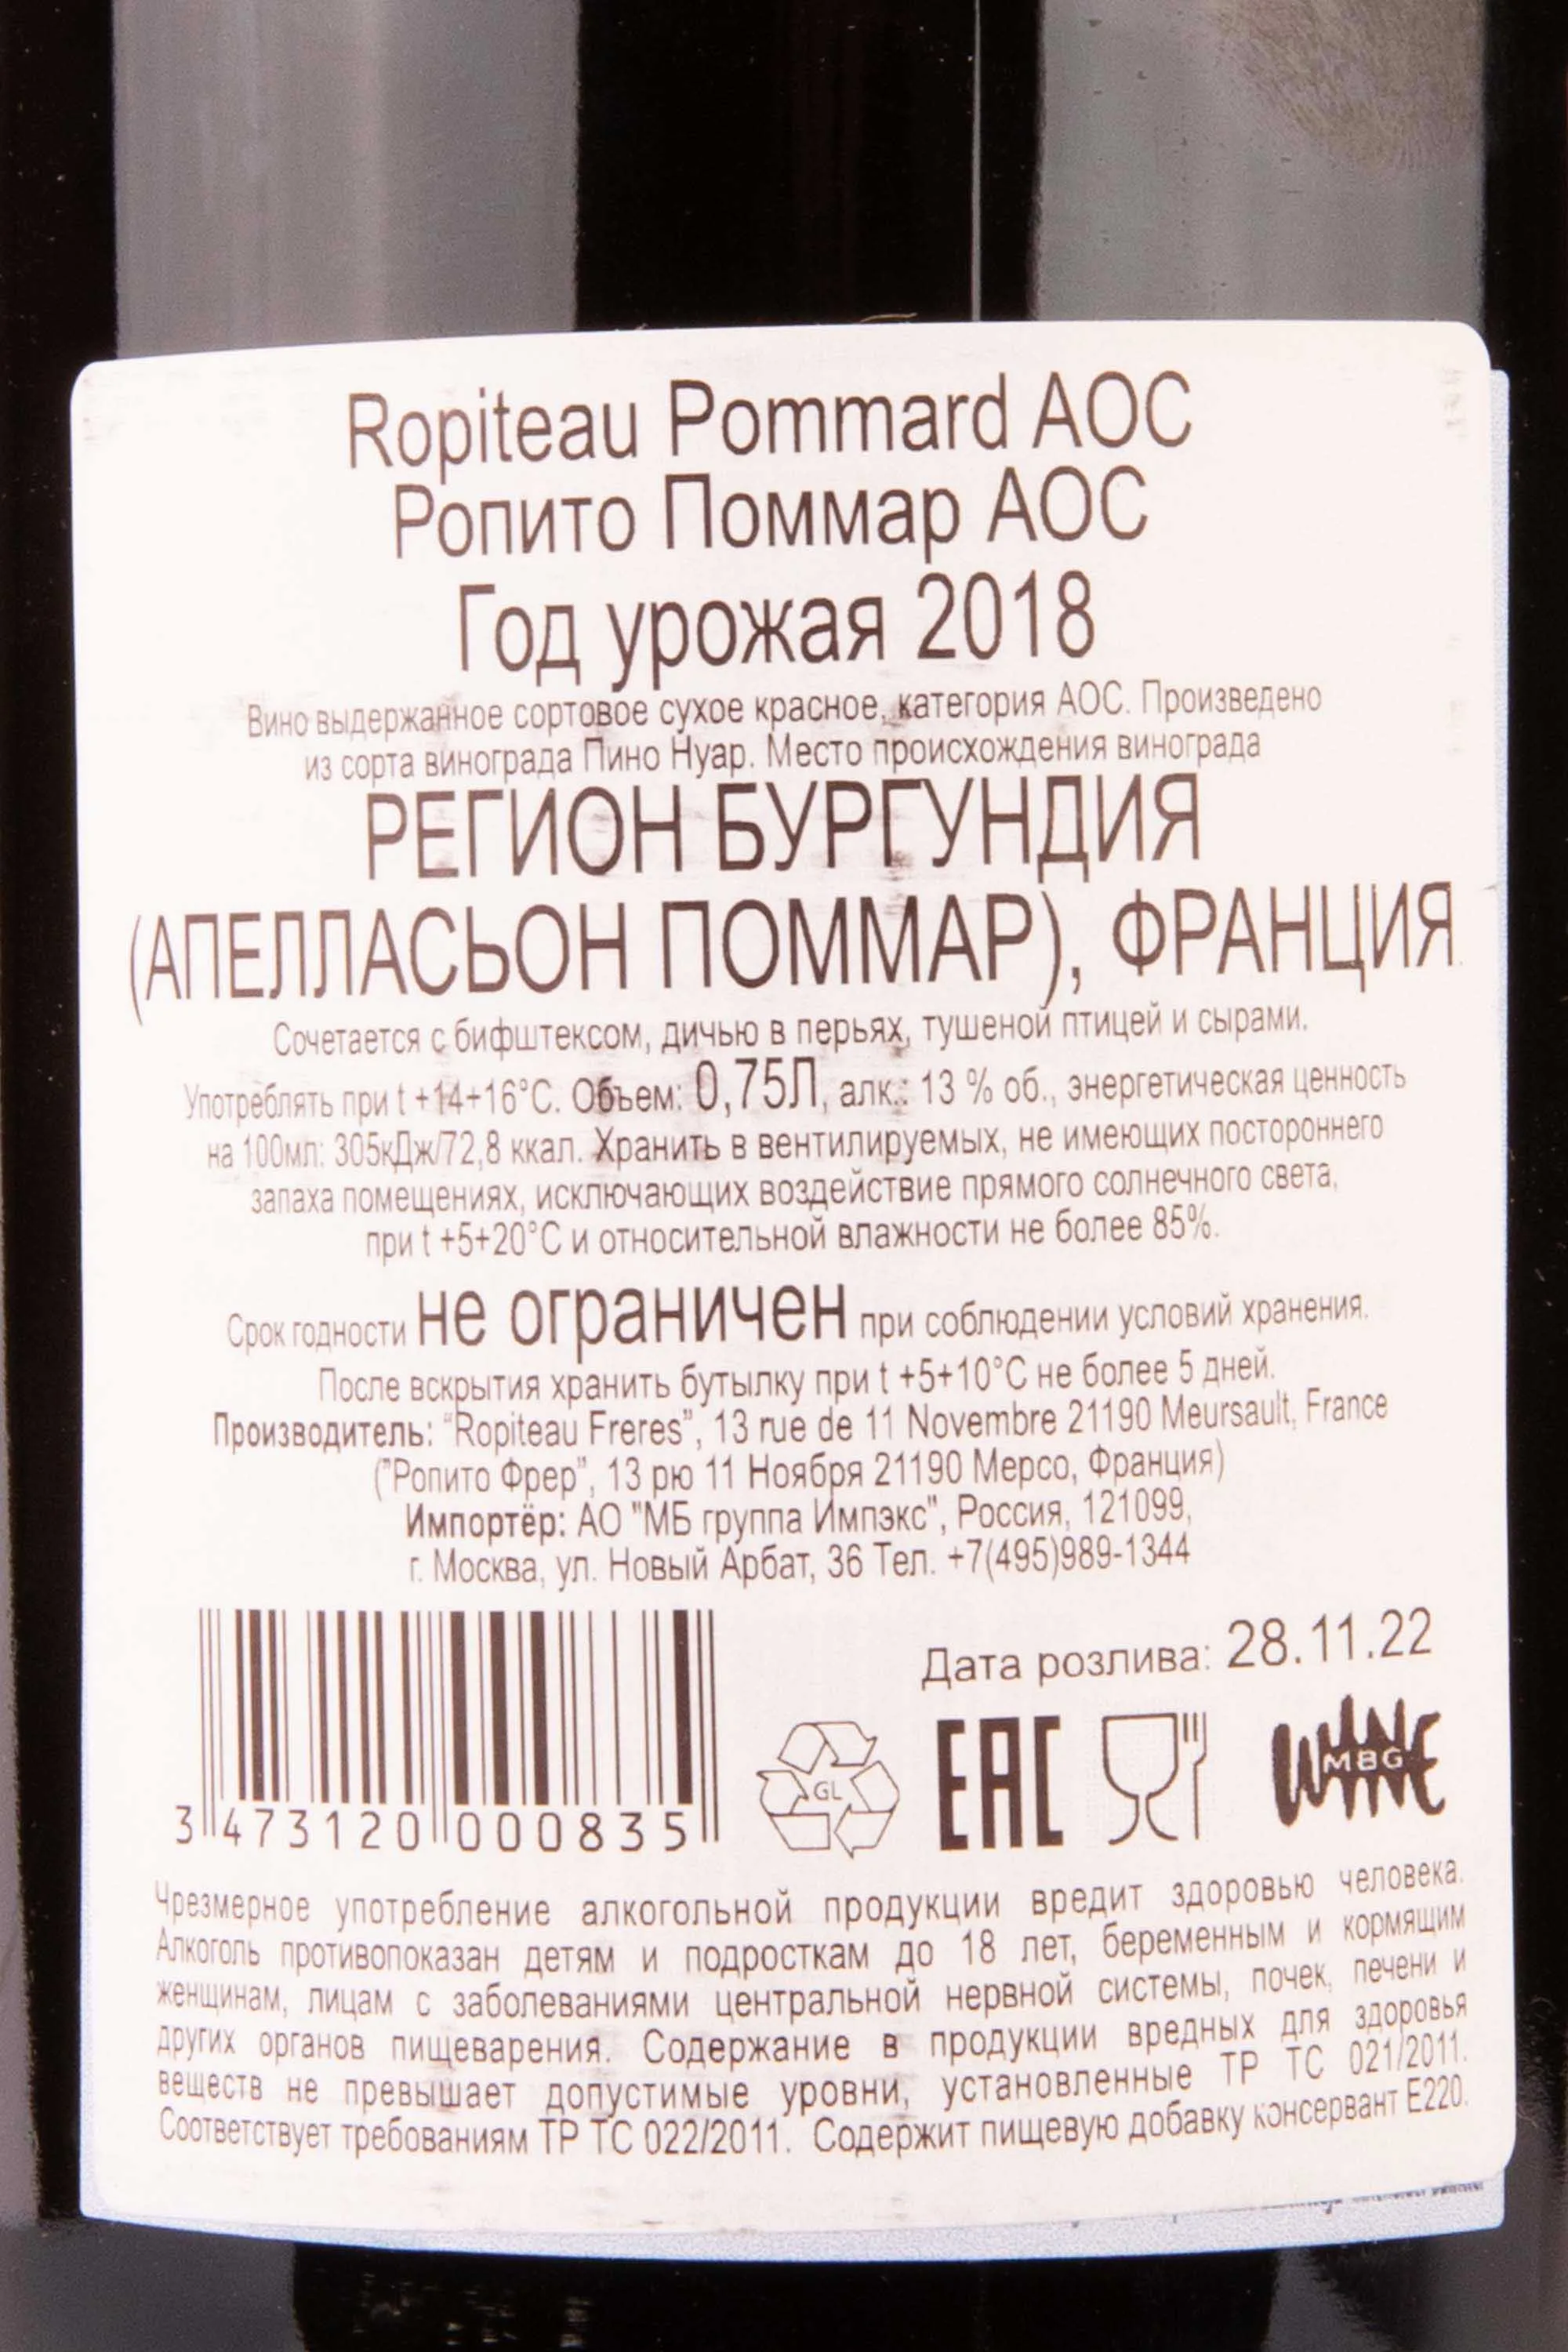 Ropiteau Pommard AOC
Ропито Поммар АОС
Год урожая 2018
Вино выдержанное сортовое сухое красное, категория АОС. Произведено
из сорта винограда Пино Нуар. Место происхождения винограда
РЕГИОН БУРГУНДИЯ
(АПЕЛЛАСЬОН ПОММАР), ФРАНЦИЯ.
Сочетается с бифштексом, дичью в перьях, тушеной птицей и сырами.
Употреблять при t +14+16°C. Объем: 0,75Л, алк.: 13 % об., энергетическая ценность
на 100мл: 305кДж/72,8 ккал. Хранить в вентилируемых, не имеющих постороннего
запаха помещениях, исключающих воздействие прямого солнечного света,
при t +5+20°C и относительной влажности не более 85%.
Срок годности не ограничен при соблюдении условий хранения.
После вскрытия хранить бутылку при t +5+10°C не более 5 дней.
Производитель: "Ropiteau Freres", 13 rue de 11 Novembre 21190 Meursault, France
("Ропито Фрер", 13 рю 11 Ноября 21190 Мерсо, Франция)
Импортёр: АО "МБ группа Импэкс", Россия, 121099,
г. Москва, ул. Новый Арбат, 36 Тел. +7(495)989-1344
Дата розлива: 28.11.22
GL
EAC
WINE
MBG
3 473120 000835
Чрезмерное употребление алкогольной продукции вредит здоровью человека.
Алкоголь противопоказан детям и подросткам до 18 лет, беременным и кормящим
женщинам, лицам с заболеваниями центральной нервной системы, почек, печени и
других органов пищеварения. Содержание в продукции вредных для здоровья
веществ не превышает допустимые уровни, установленные ТР ТС 021/2011.
Соответствует требованиям ТР ТС 022/2011. Содержит пищевую добавку консервант Е220.